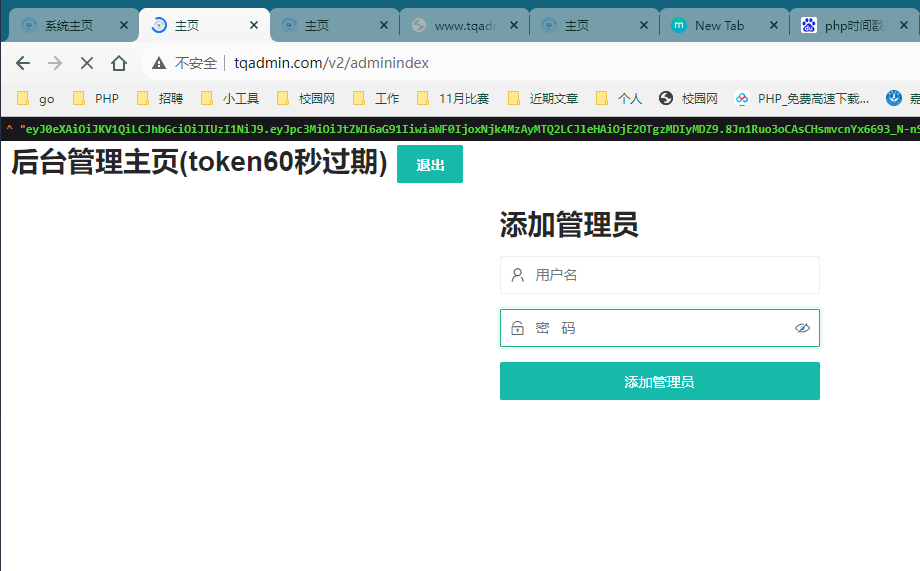 系统主页
主页
主页
www.tqad
主页
New Tab
php时间戳
不安全 tqadmin.com/v2/adminindex
go
PHP
招聘
小工具
校园网
工作
11月比赛
近期文章
个人
校园网
PHP_免费高速下载...
^ "eyJ0eXAiOiJKV1QiLCJhbGciOiJIUzI1NiJ9.eyJpc3MiOiJtZWl6aG91IiwiaWF0IjoxNjk4MzAyMTQ2LCJleHAiOjE2OTgzMDIyMDZ9.8Jn1Ruo3oCAsCHsmvcnYx6693_N-nS
后台管理主页(token60秒过期) 退出
添加管理员
用户名
密 码
添加管理员